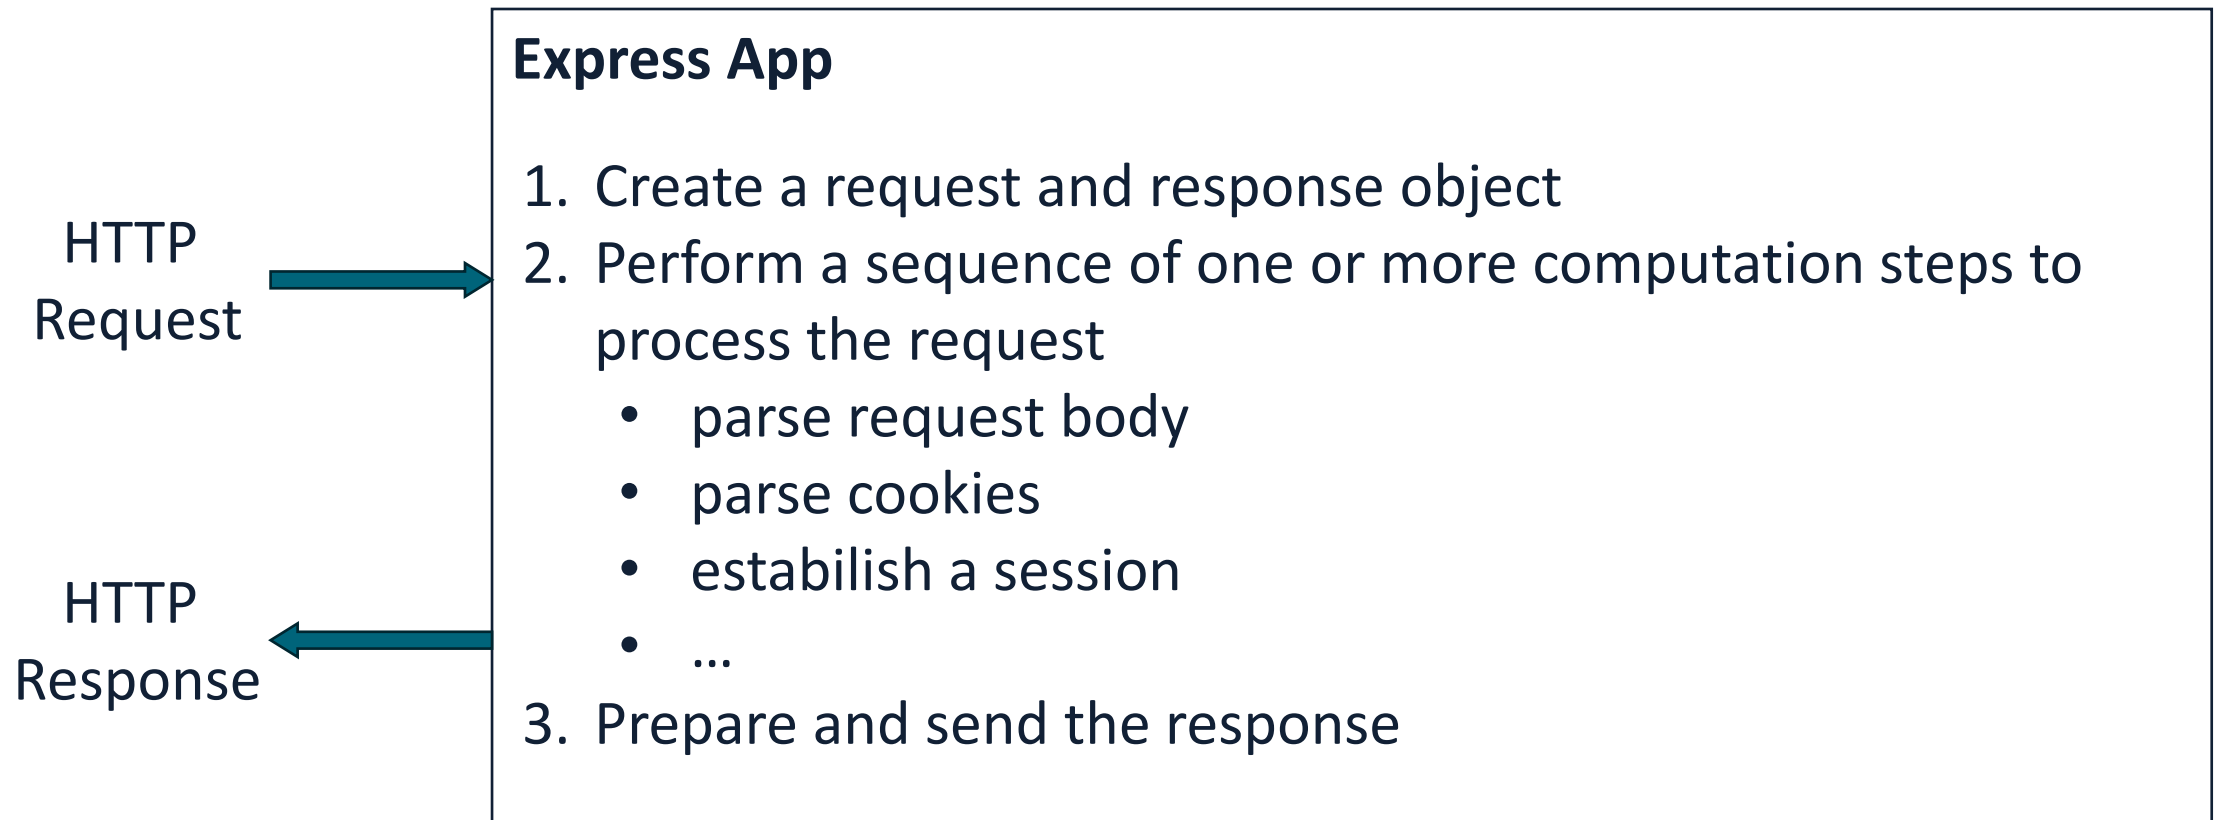 Express App
HTTP
Request
1. Create a request and response object
2. Perform a sequence of one or more computation steps to
process the request
• parse request body
• parse cookies
• estabilish a session
• ...
3. Prepare and send the response
HTTP
Response